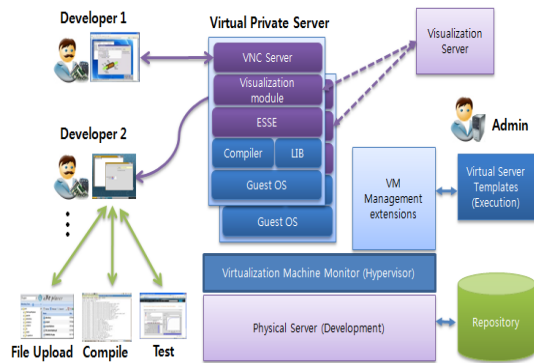 Developer 1
Virtual Private Server
VNC Server
Visualization module
ESSE
Compiler
LIB
Guest OS
Guest OS
Visualization Server
Developer 2
Admin
VM Management extensions
Virtual Server Templates (Execution)
Virtualization Machine Monitor (Hypervisor)
Physical Server (Development)
Repository
File Upload
Compile
Test